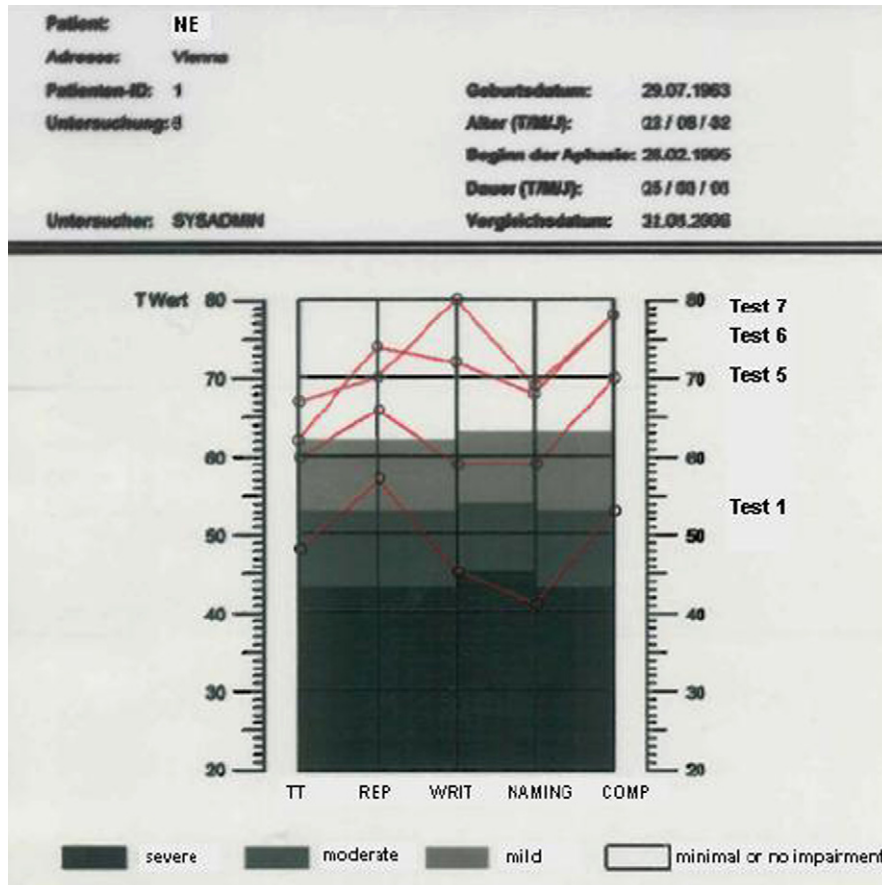 Patient: NE
Adresse: Vienna
Patienten-ID: 1
Geburtsdatum: 29.07.1963
Untersuchung:
Alter (T/M/J):
Beginn der Aphasie: .02.1995
Dauer (T/M/J):
Untersucher: SYSADMIN
Vergleichsdatum:
T Wert 80 80 Test 7
Test 6
70 70 Test 5
60 60
Test 1
50 50
40 40
30 30
20 20
TT REP WRIT NAMING COMP
severe moderate mild minimal or no impairment